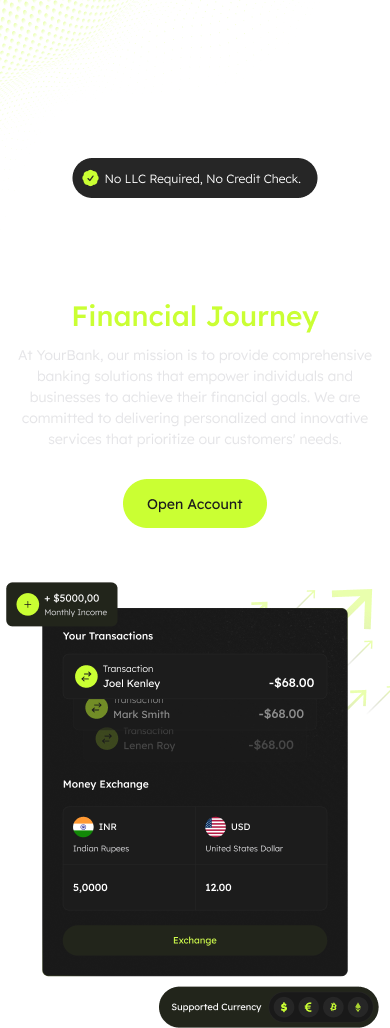 No LLC Required, No Credit Check.
Financial Journey
At YourBank, our mission is to provide comprehensive
banking solutions that empower individuals and
businesses to achieve their financial goals. We are
committed to delivering personalized and innovative
services that prioritize our customers' needs.
Open Account
+ $5000,00
Monthly Income
Your Transactions
Transaction
Joel Kenley
-$68.00
Transaction
Mark Smith
-$68.00
Transaction
Lenen Roy
-$68.00
Money Exchange
INR
USD
Indian Rupees
United States Dollar
5,0000
12.00
Exchange
Supported Currency